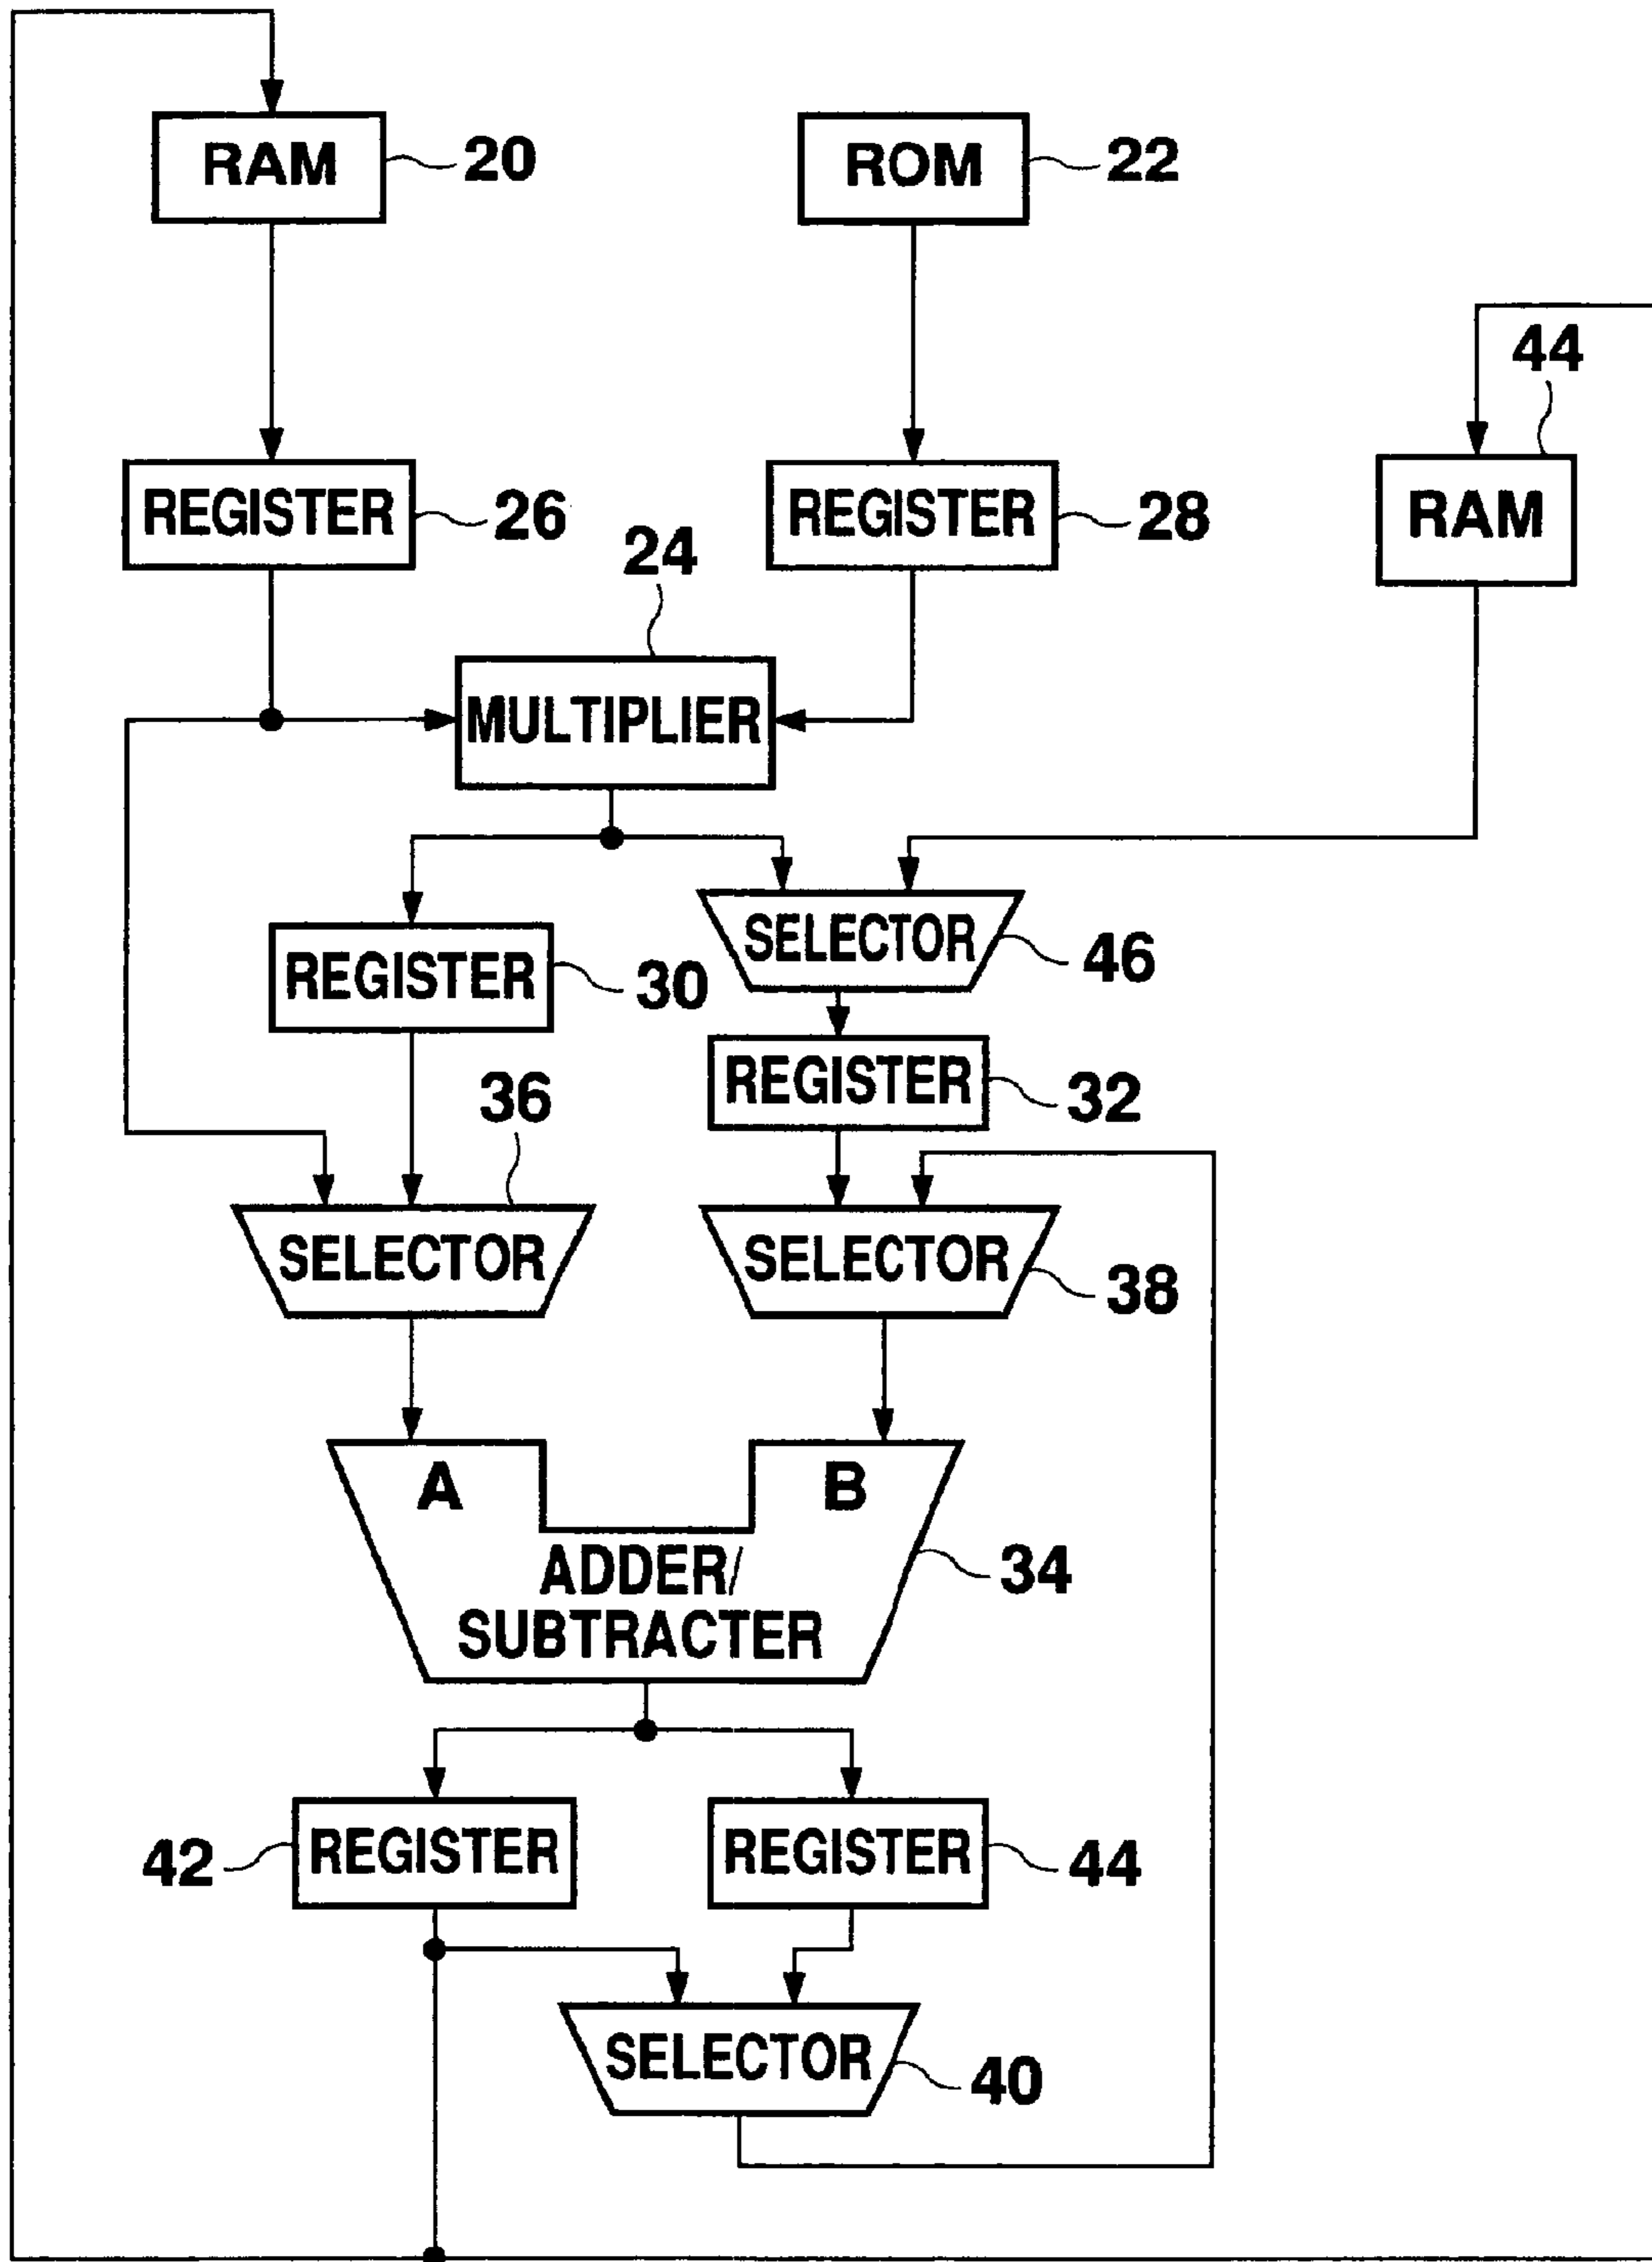 RAM
20
ROM
22
44
REGISTER
26
REGISTER
28
RAM
24
MULTIPLIER
SELECTOR
46
REGISTER
30
REGISTER
32
36
SELECTOR
SELECTOR
38
A
B
ADDER/
SUBTRACTER
34
42
REGISTER
REGISTER
44
SELECTOR
40